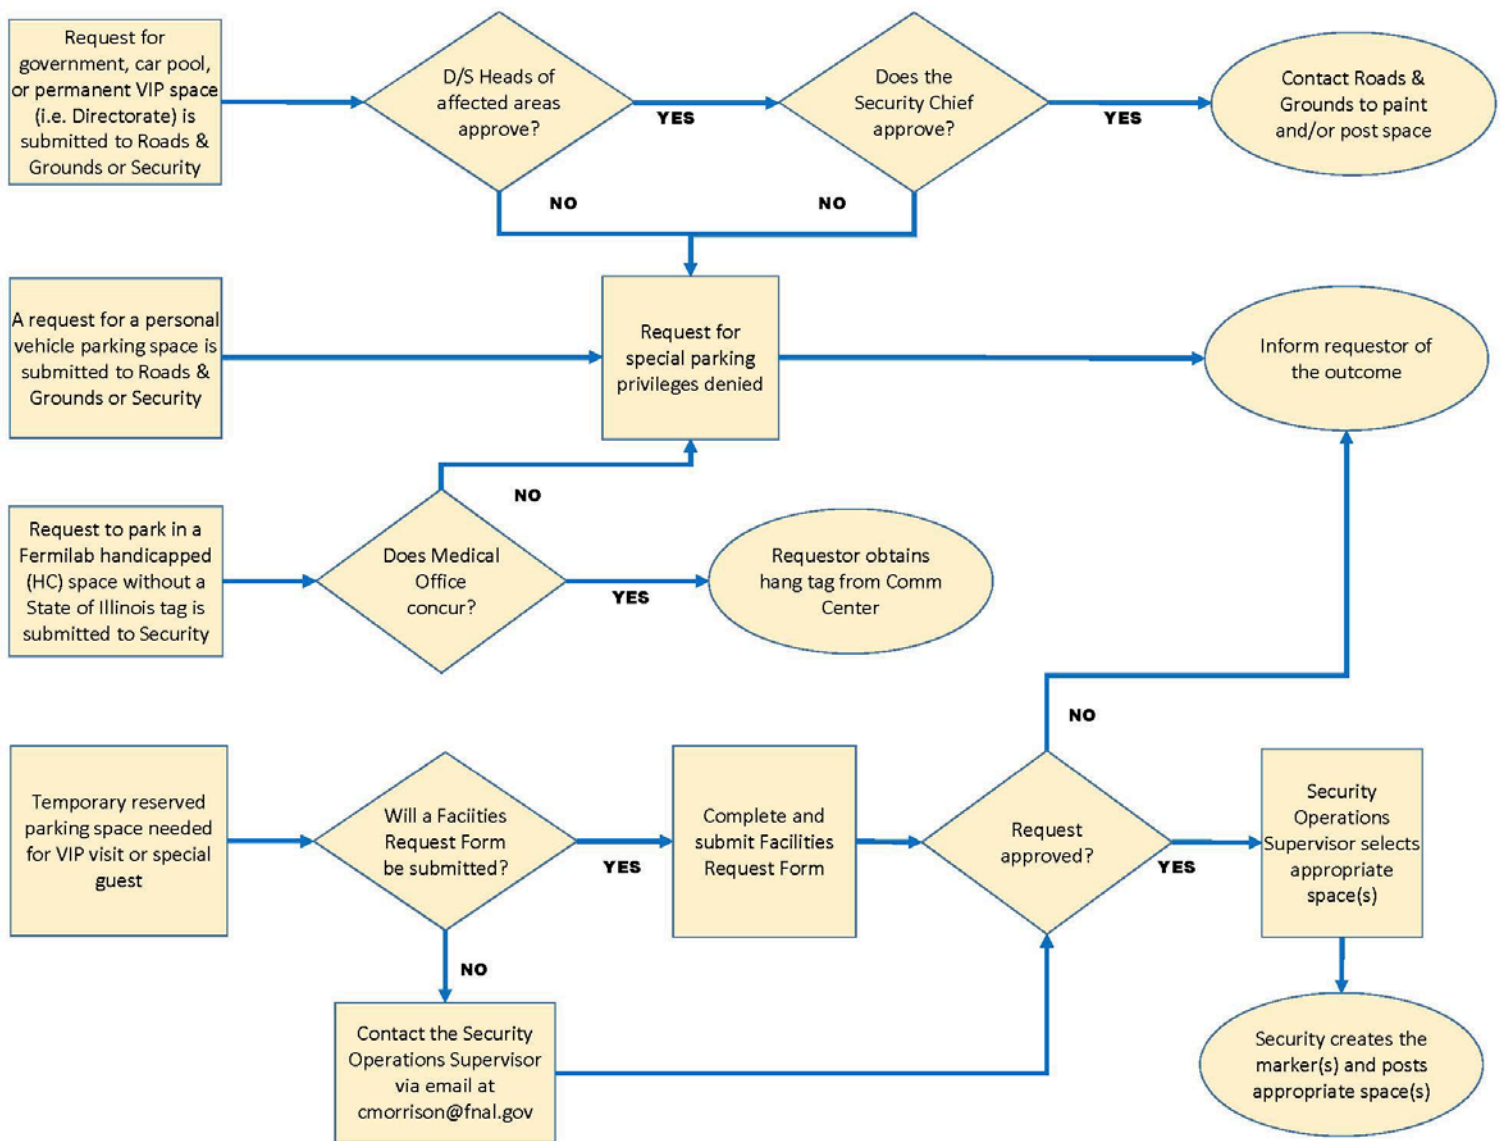 Request for
government, car pool,
or permanent VIP space
(i.e. Directorate) is
submitted to Roads &
Grounds or Security
D/S Heads of
affected areas
approve?
YES
NO
Does the
Security Chief
approve?
YES
NO
Contact Roads &
Grounds to paint
and/or post space
A request for a personal
vehicle parking space is
submitted to Roads &
Grounds or Security
Request for
special parking
privileges denied
Inform requestor of
the outcome
Request to park in a
Fermilab handicapped
(HC) space without a
State of Illinois tag is
submitted to Security
Does Medical
Office
concur?
NO
YES
Requestor obtains
hang tag from Comm
Center
Temporary reserved
parking space needed
for VIP visit or special
guest
Will a Faciities
Request Form
be submitted?
YES
NO
Complete and
submit Facilities
Request Form
Request
approved?
NO
YES
Security
Operations
Supervisor selects
appropriate
space(s)
Contact the Security
Operations Supervisor
via email at
cmorrison@fnal.gov
Security creates the
marker(s) and posts
appropriate space(s)